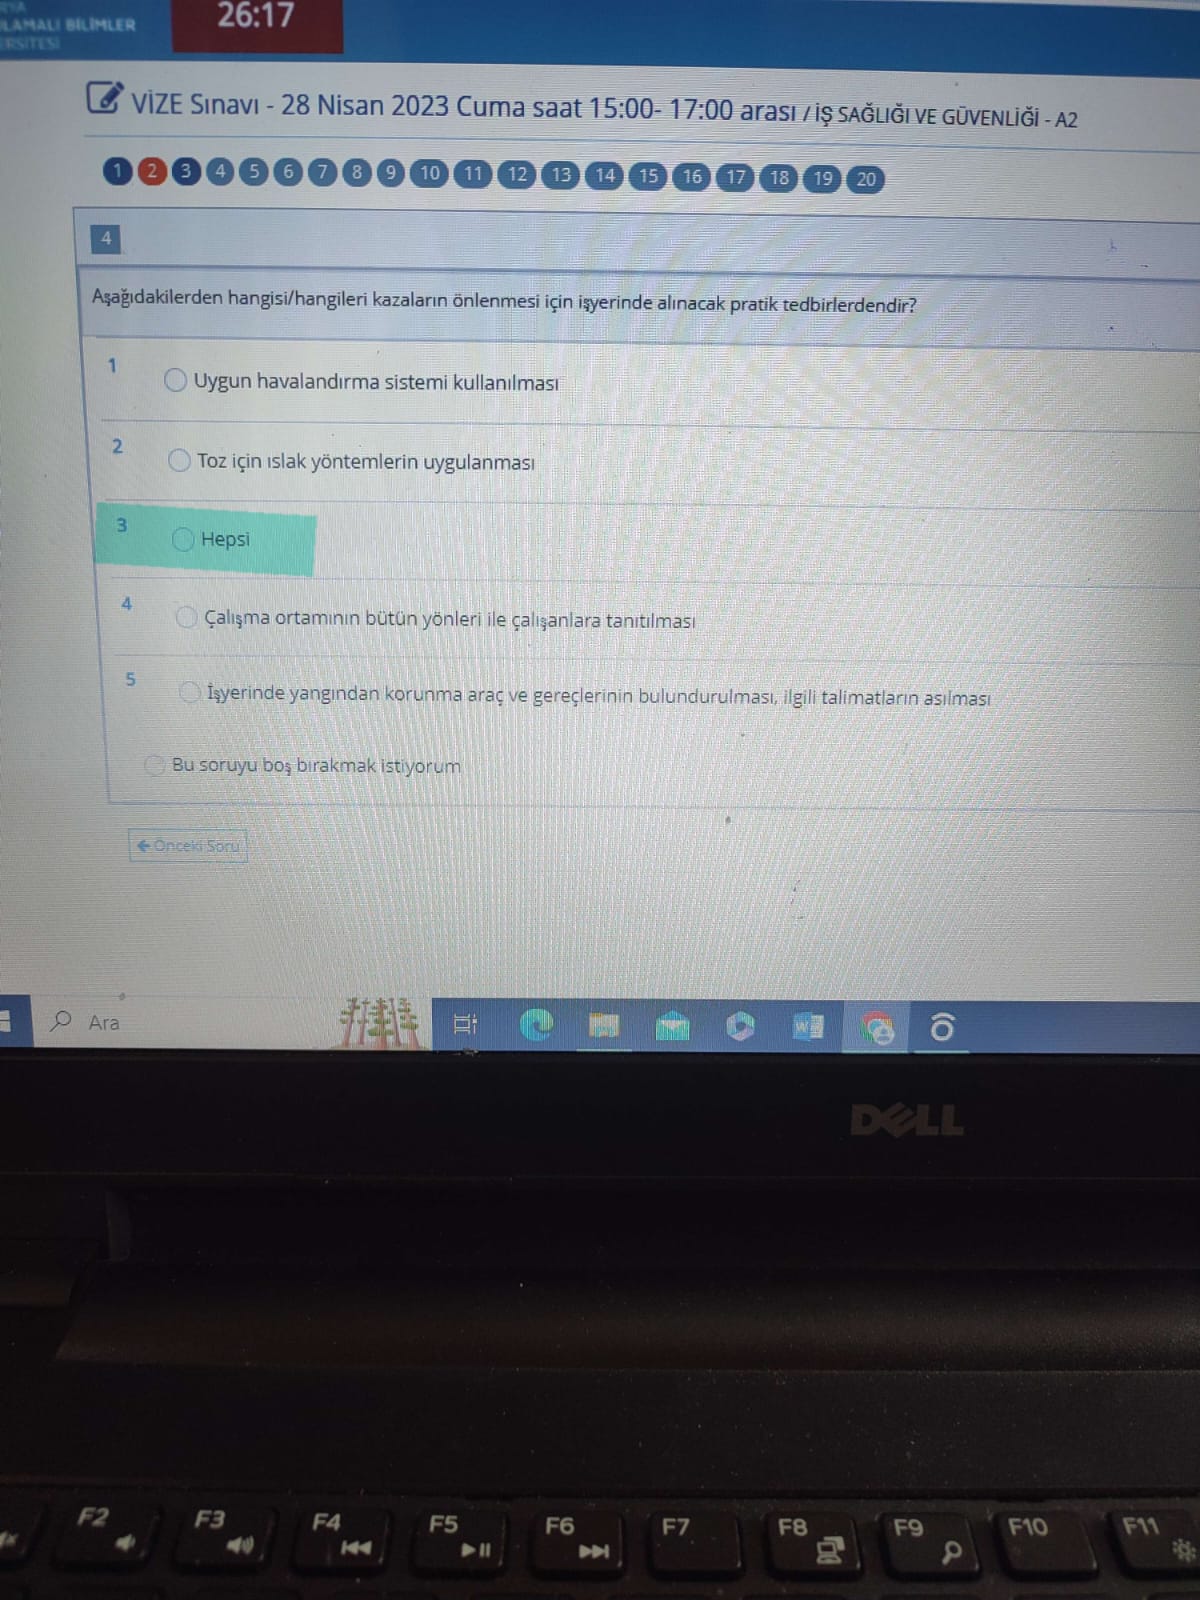 LAMALI BİLİMLER
26:17
VİZE Sınavı - 28 Nisan 2023 Cuma saat 15:00- 17:00 arası / İŞ SAĞLIĞI VE GÜVENLİĞİ - A2
1 2 3 4 5 6 7 8 9 10 11 12 13 14 15 16 17 18 19 20
4
Aşağıdakilerden hangisi/hangileri kazaların önlenmesi için işyerinde alınacak pratik tedbirlerdendir?
1
Uygun havalandırma sistemi kullanılması
2
Toz için ıslak yöntemlerin uygulanması
3
Hepsi
4
Çalışma ortamının bütün yönleri ile çalışanlara tanıtılması
5
İşyerinde yangından korunma araç ve gereçlerinin bulundurulması, ilgili talimatların asılması
Bu soruyu boş bırakmak istiyorum
Önceki Soru
Ara
DELL
F2 F3 F4 F5 F6 F7 F8 F9 F10 F11